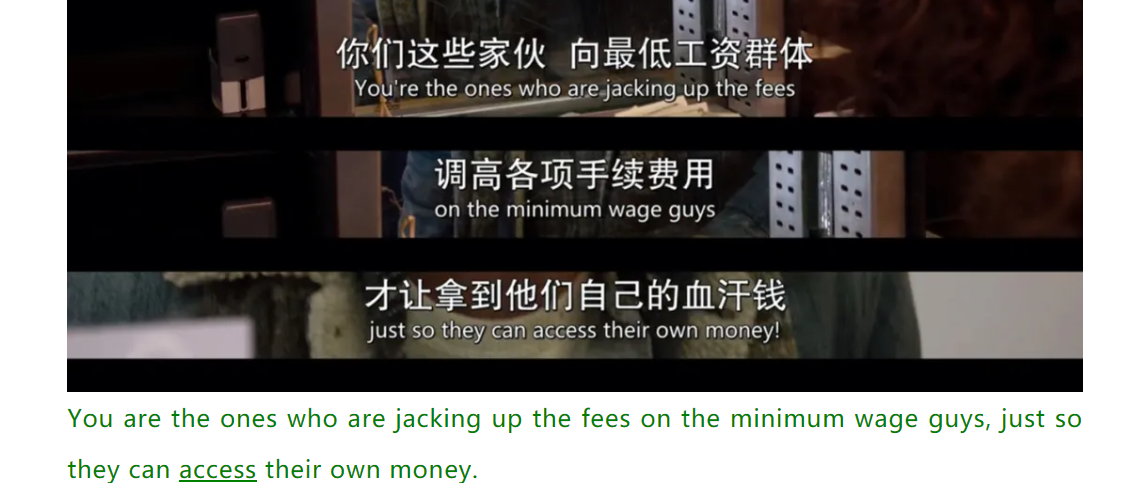 你们这些家伙 向最低工资群体
You're the ones who are jacking up the fees
调高各项手续费用
on the minimum wage guys
才让拿到他们自己的血汗钱
just so they can access their own money!
You are the ones who are jacking up the fees on the minimum wage guys, just so
they can access their own money.